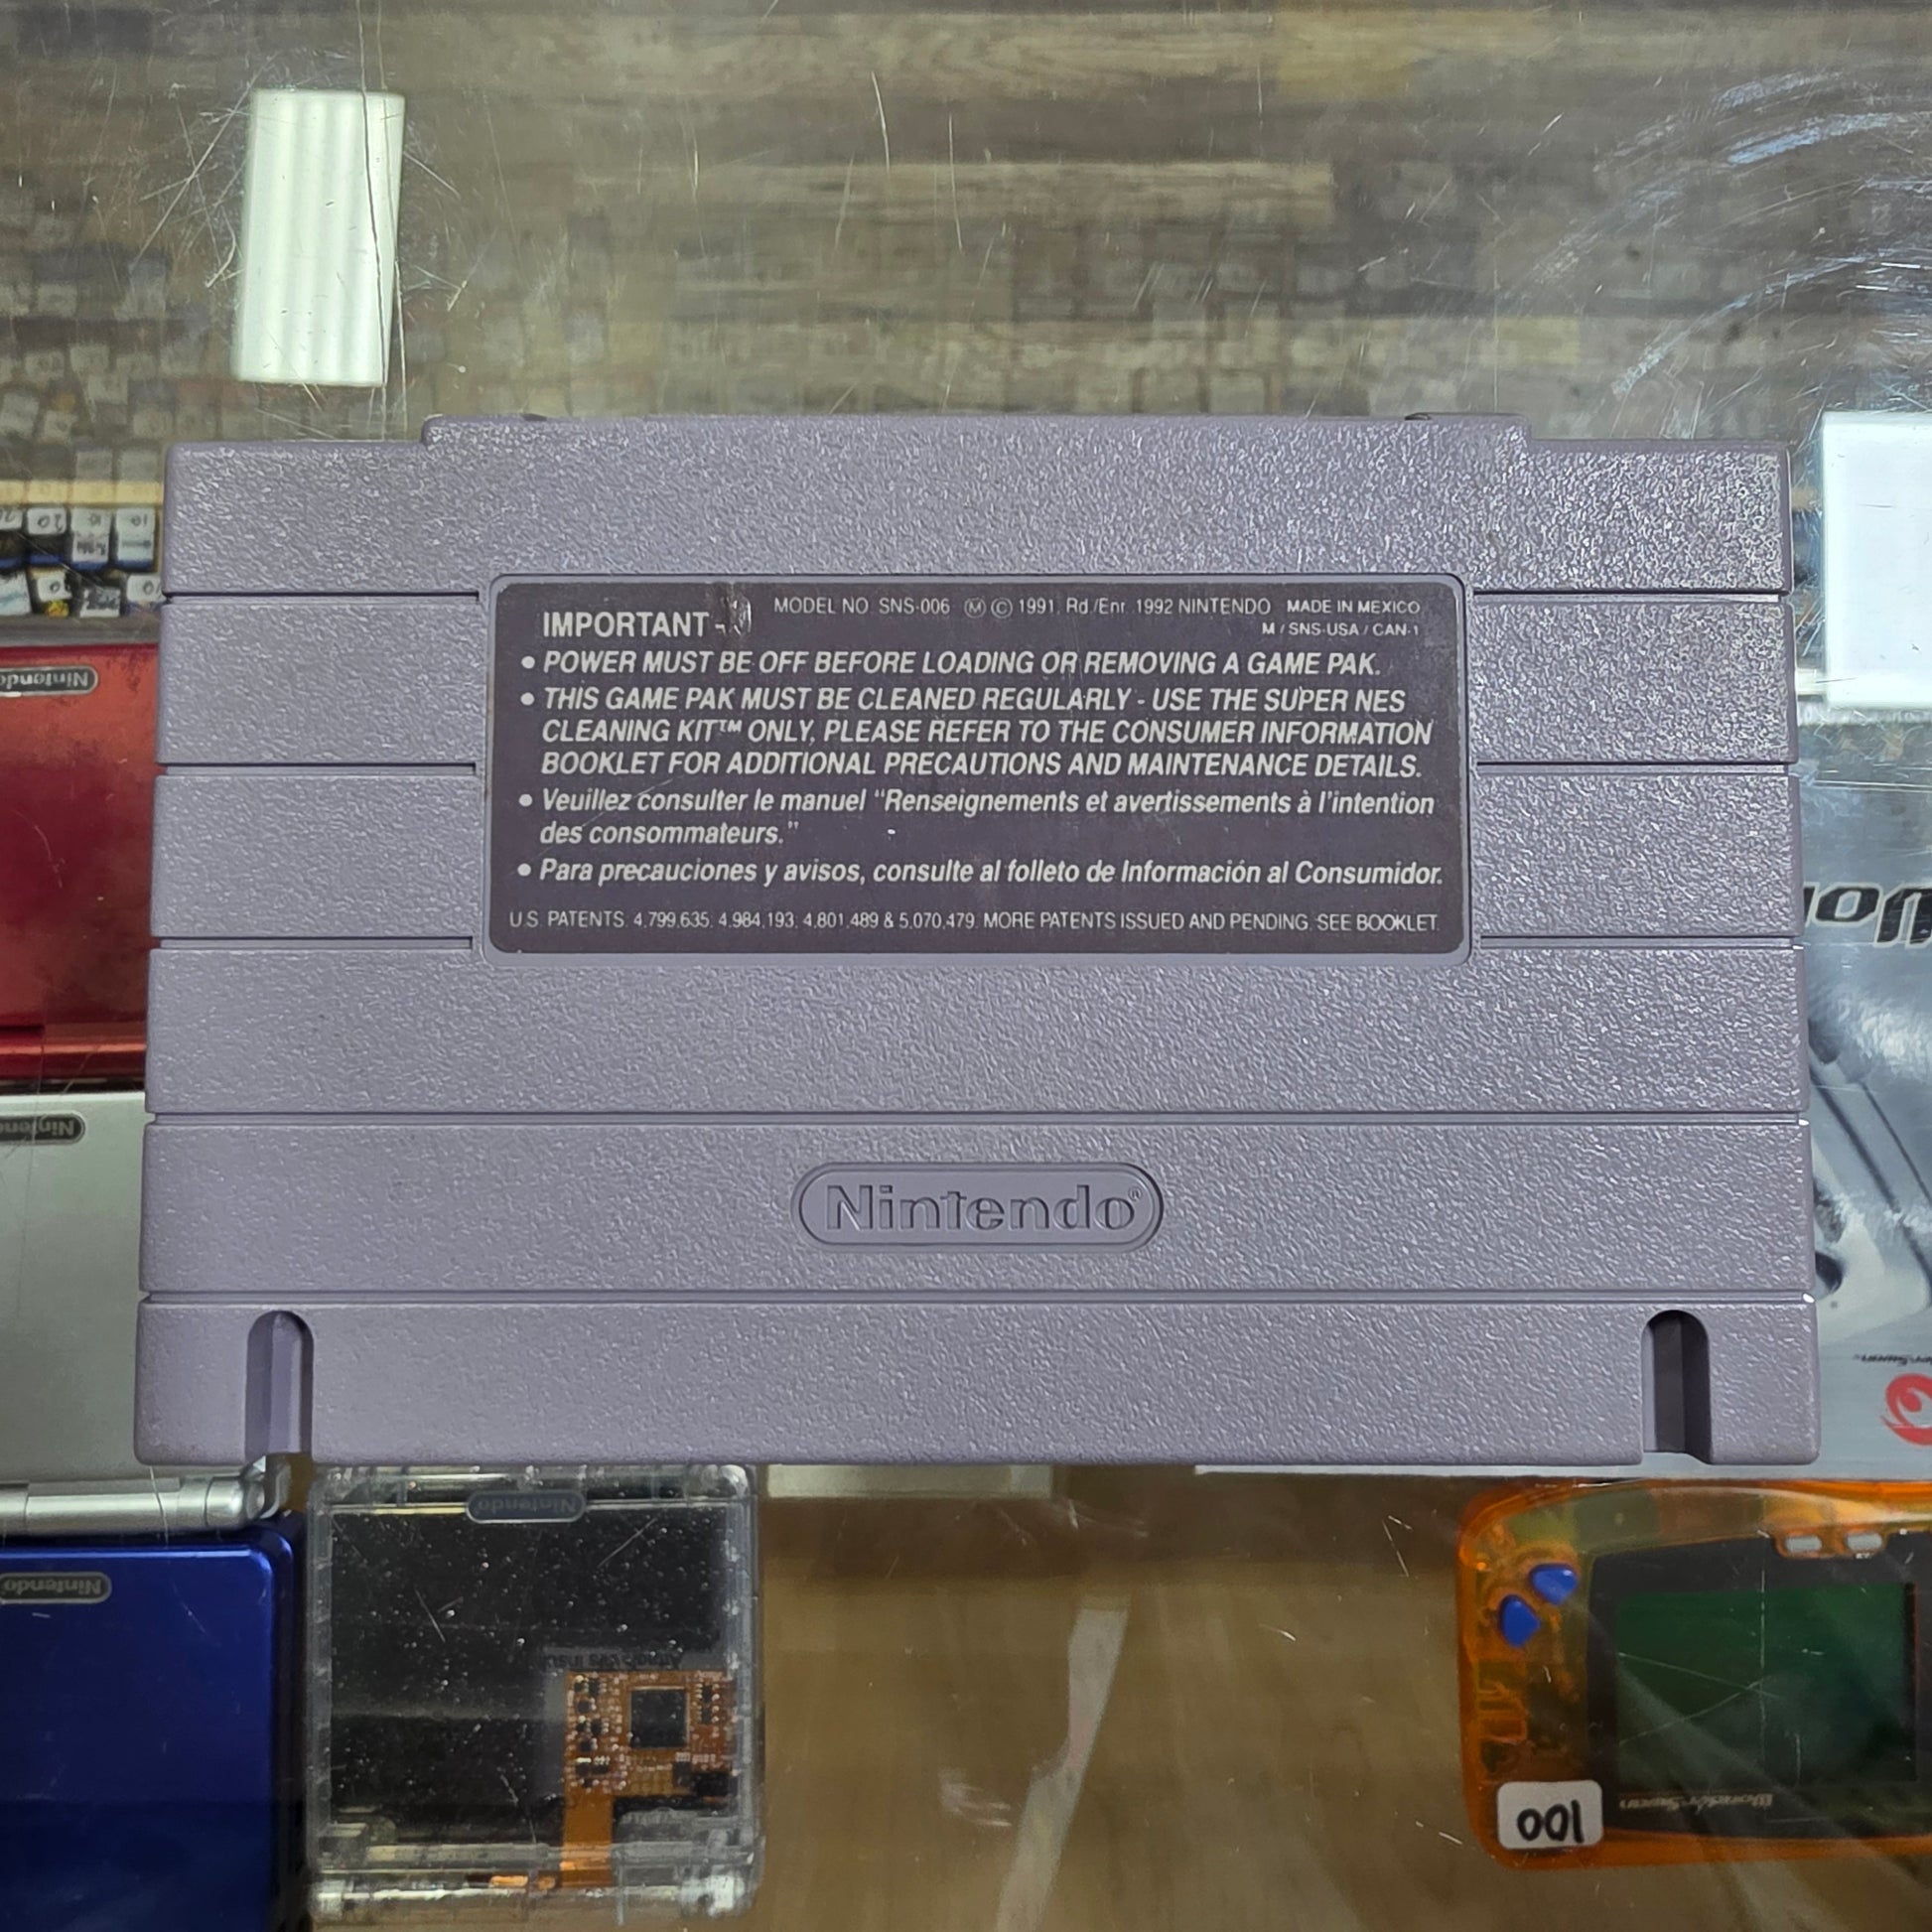 IMPORTANT - MODEL NO. SNS-006 Ⓜ © 1991. Rd./Enr. 1992 NINTENDO MADE IN MEXICO
M / SNS-USA / CAN-1
• POWER MUST BE OFF BEFORE LOADING OR REMOVING A GAME PAK.
• THIS GAME PAK MUST BE CLEANED REGULARLY - USE THE SUPER NES
CLEANING KIT™ ONLY, PLEASE REFER TO THE CONSUMER INFORMATION
BOOKLET FOR ADDITIONAL PRECAUTIONS AND MAINTENANCE DETAILS.
• Veuillez consulter le manuel "Renseignements et avertissements à l'intention
des consommateurs."
• Para precauciones y avisos, consulte al folleto de Información al Consumidor.
U.S. PATENTS. 4,799,635. 4,984,193. 4,801,489 & 5,070,479. MORE PATENTS ISSUED AND PENDING. SEE BOOKLET.
Nintendo®
Nintendo
Nintendo
Nintendo
Nintendo
WonderSwan
100